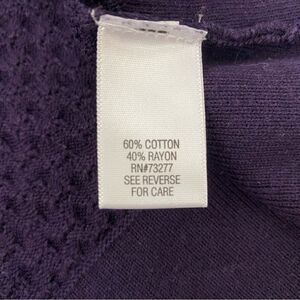 60% COTTON
40% RAYON
RN#73277
SEE REVERSE
FOR CARE